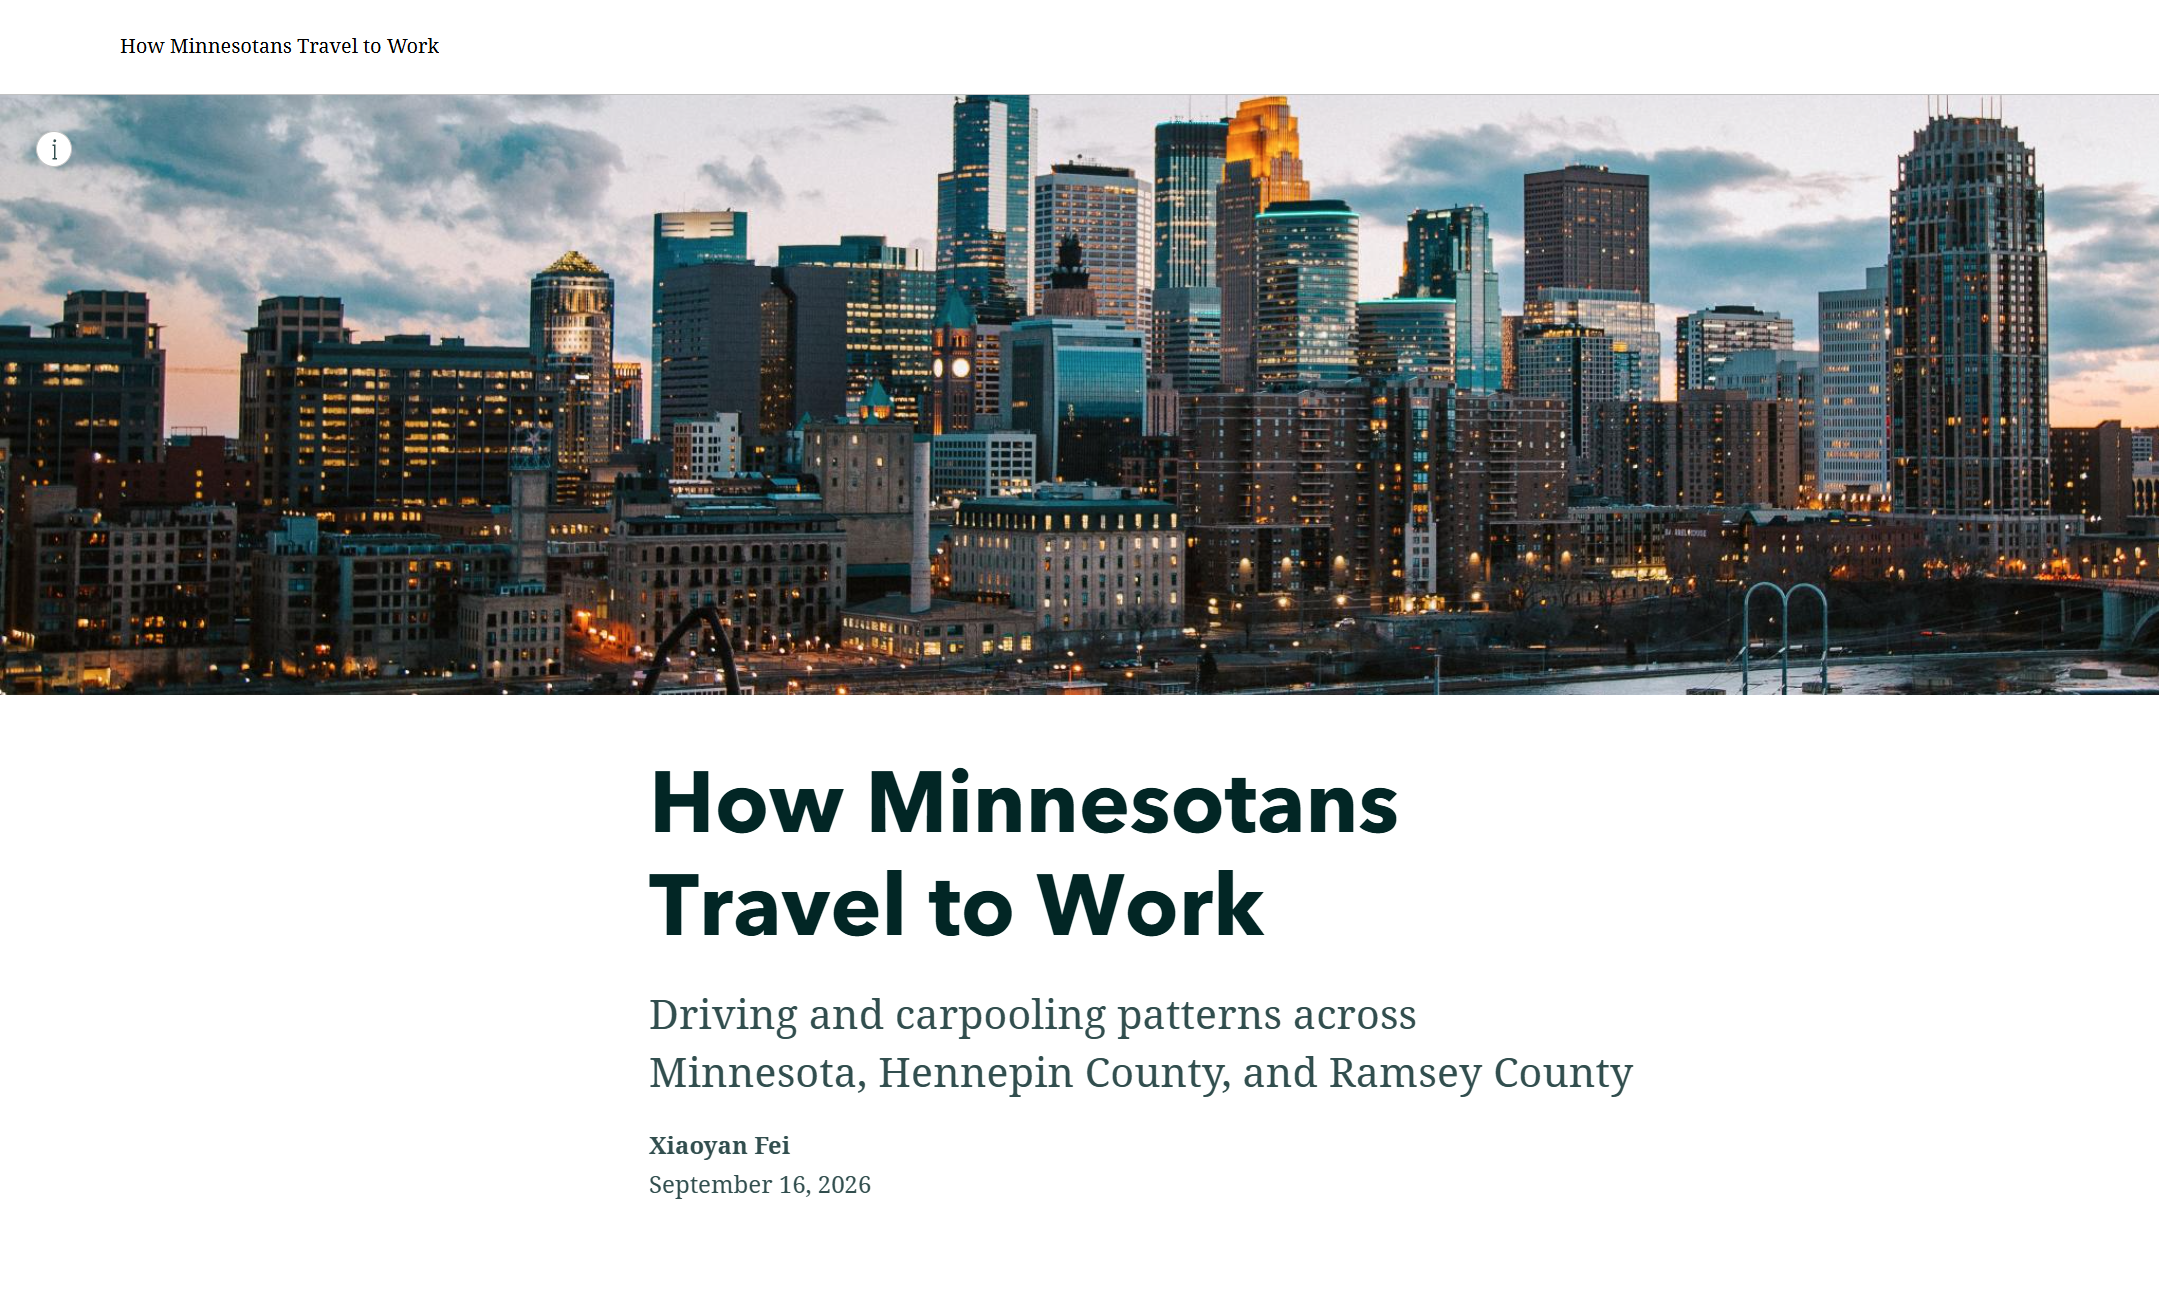 How Minnesotans Travel to Work
i
How Minnesotans
Travel to Work
Driving and carpooling patterns across
Minnesota, Hennepin County, and Ramsey County
Xiaoyan Fei
September 16, 2026